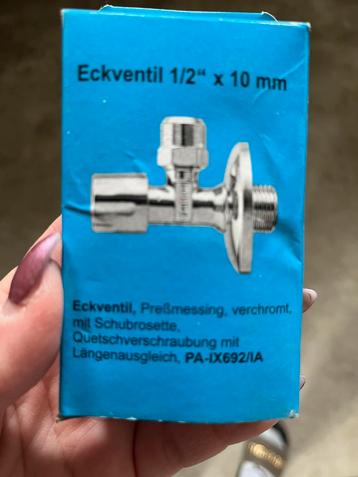 Eckventil 1/2“ x 10 mm
Eckventil, Preßmessing, verchromt,
mit Schubrosette,
Quetschverschraubung mit
Längenausgleich, PA-IX692/IA